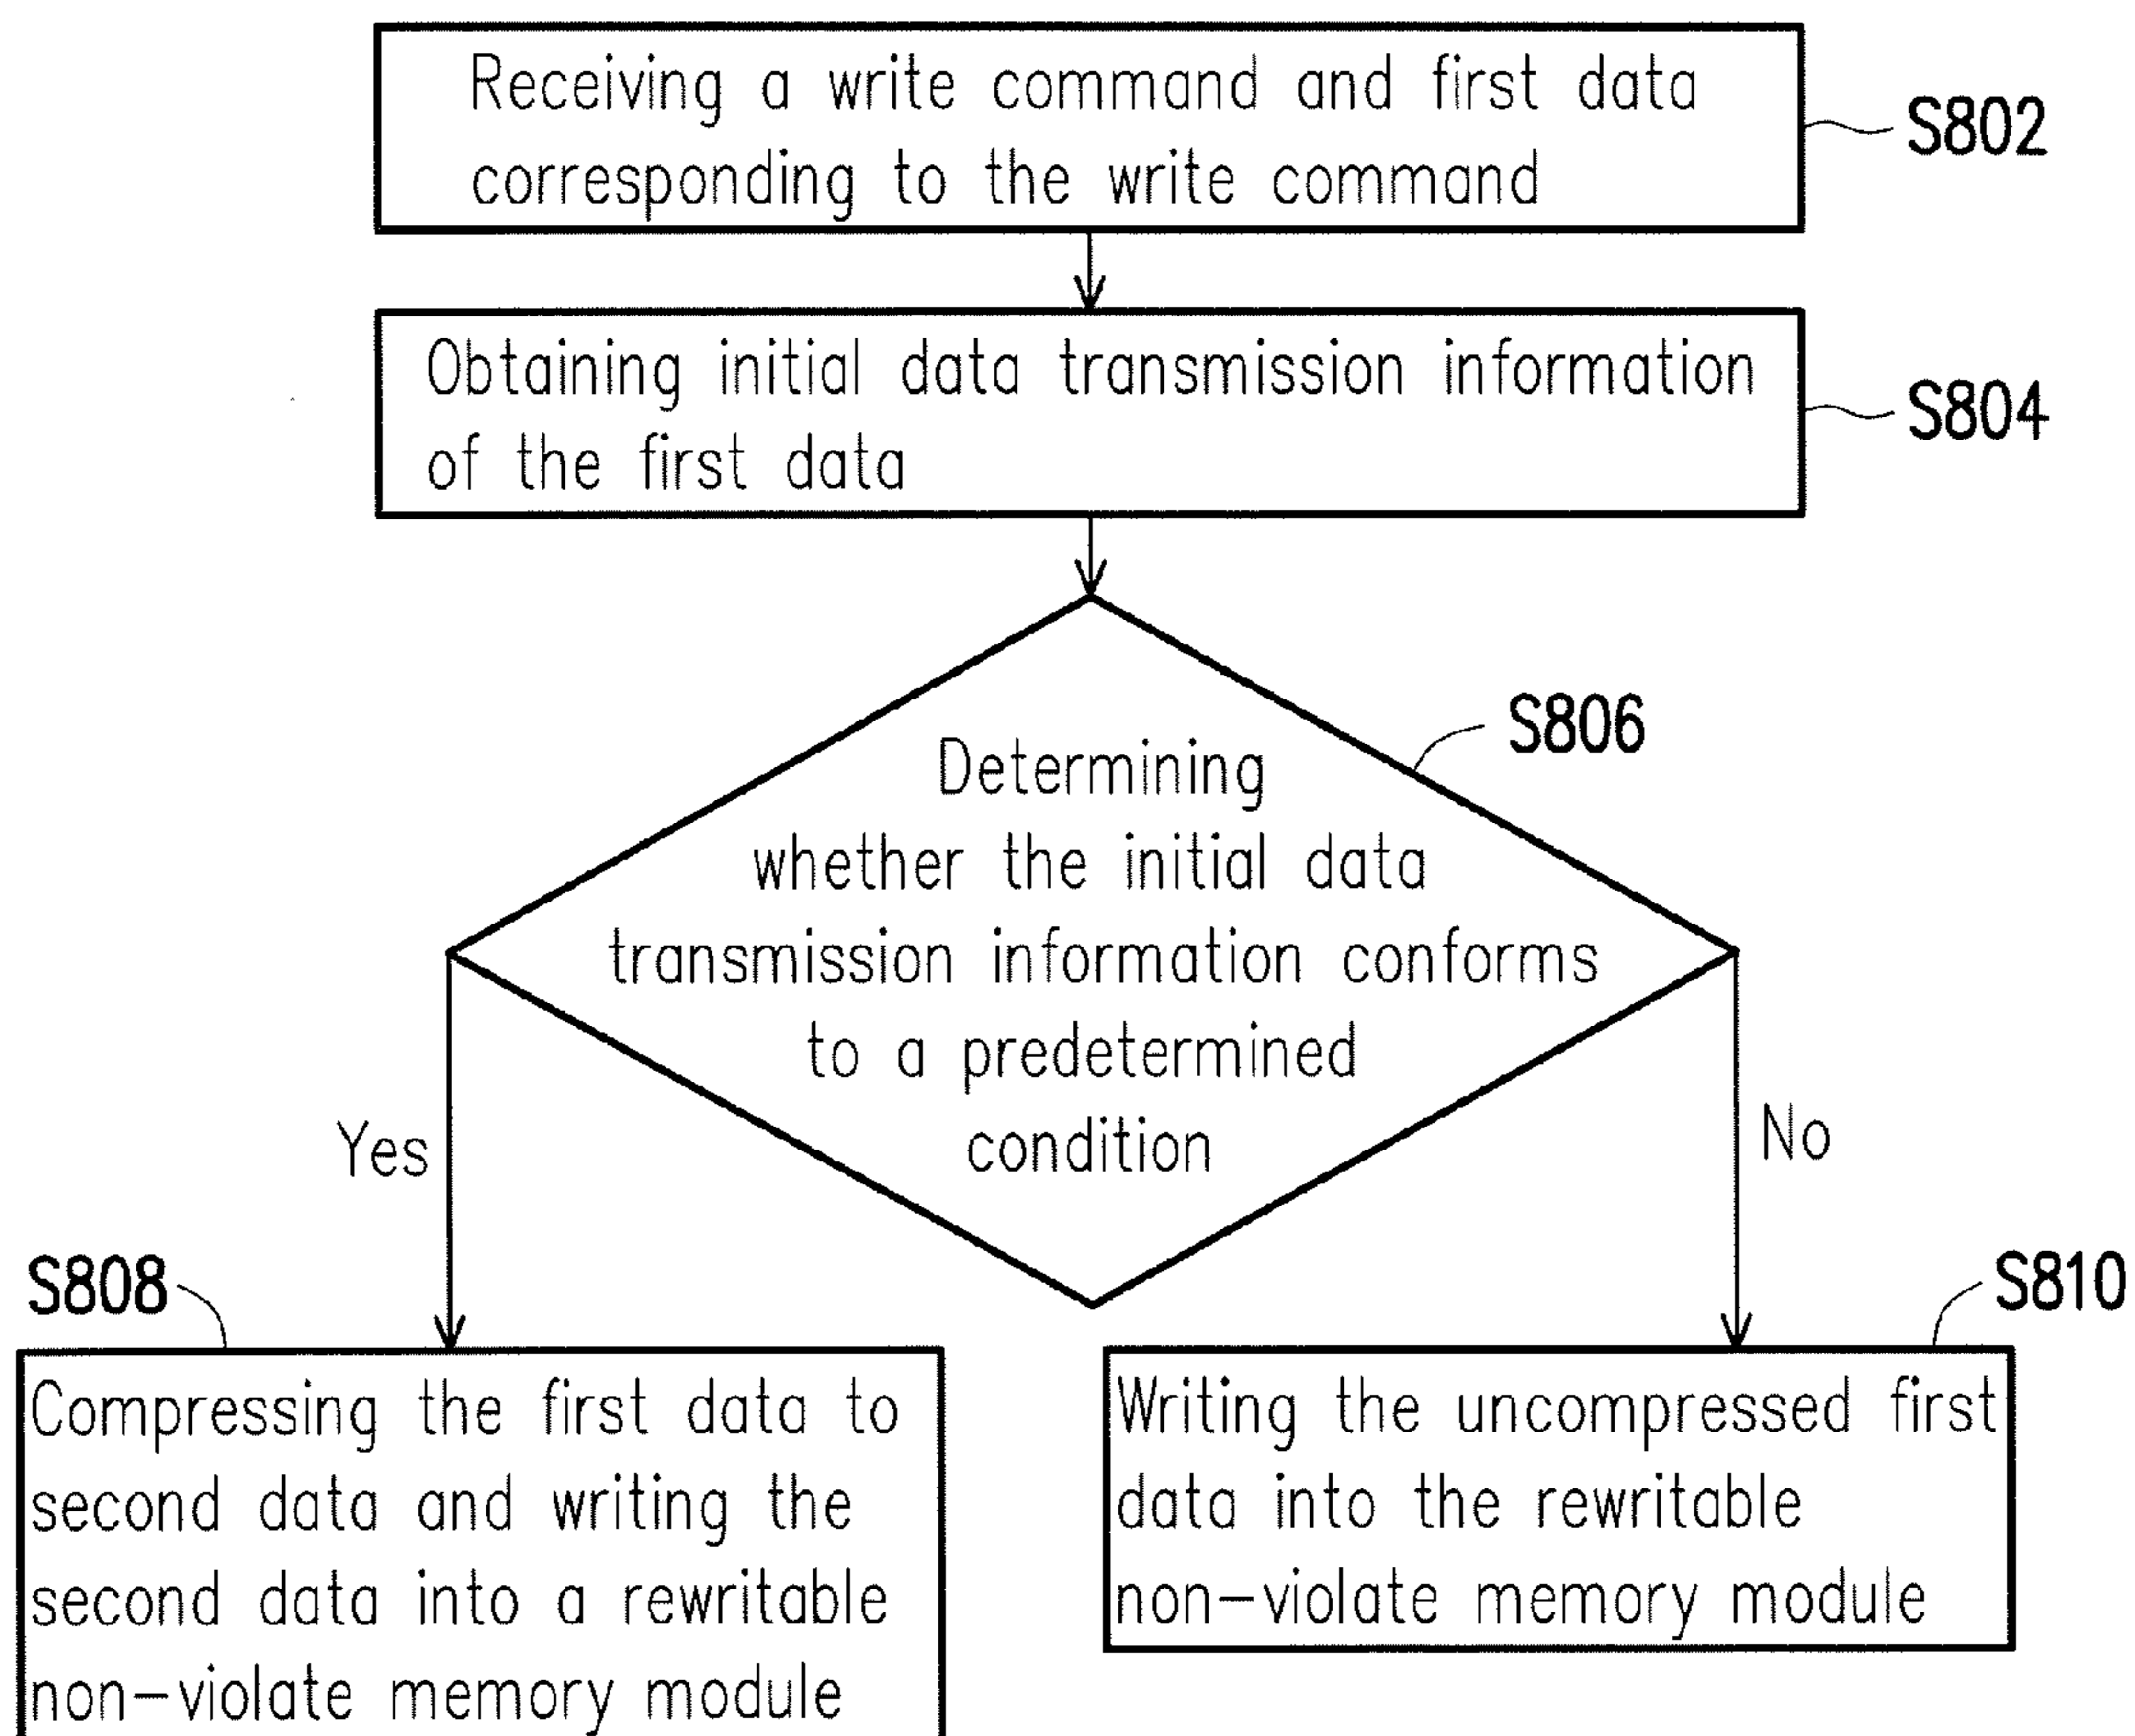 Receiving a write command and first data
corresponding to the write command
S802
Obtaining initial data transmission information
of the first data
S804
Determining
whether the initial data
transmission information conforms
to a predetermined
condition
S806
Yes
No
S808
Compressing the first data to
second data and writing the
second data into a rewritable
non-violate memory module
S810
Writing the uncompressed first
data into the rewritable
non-violate memory module